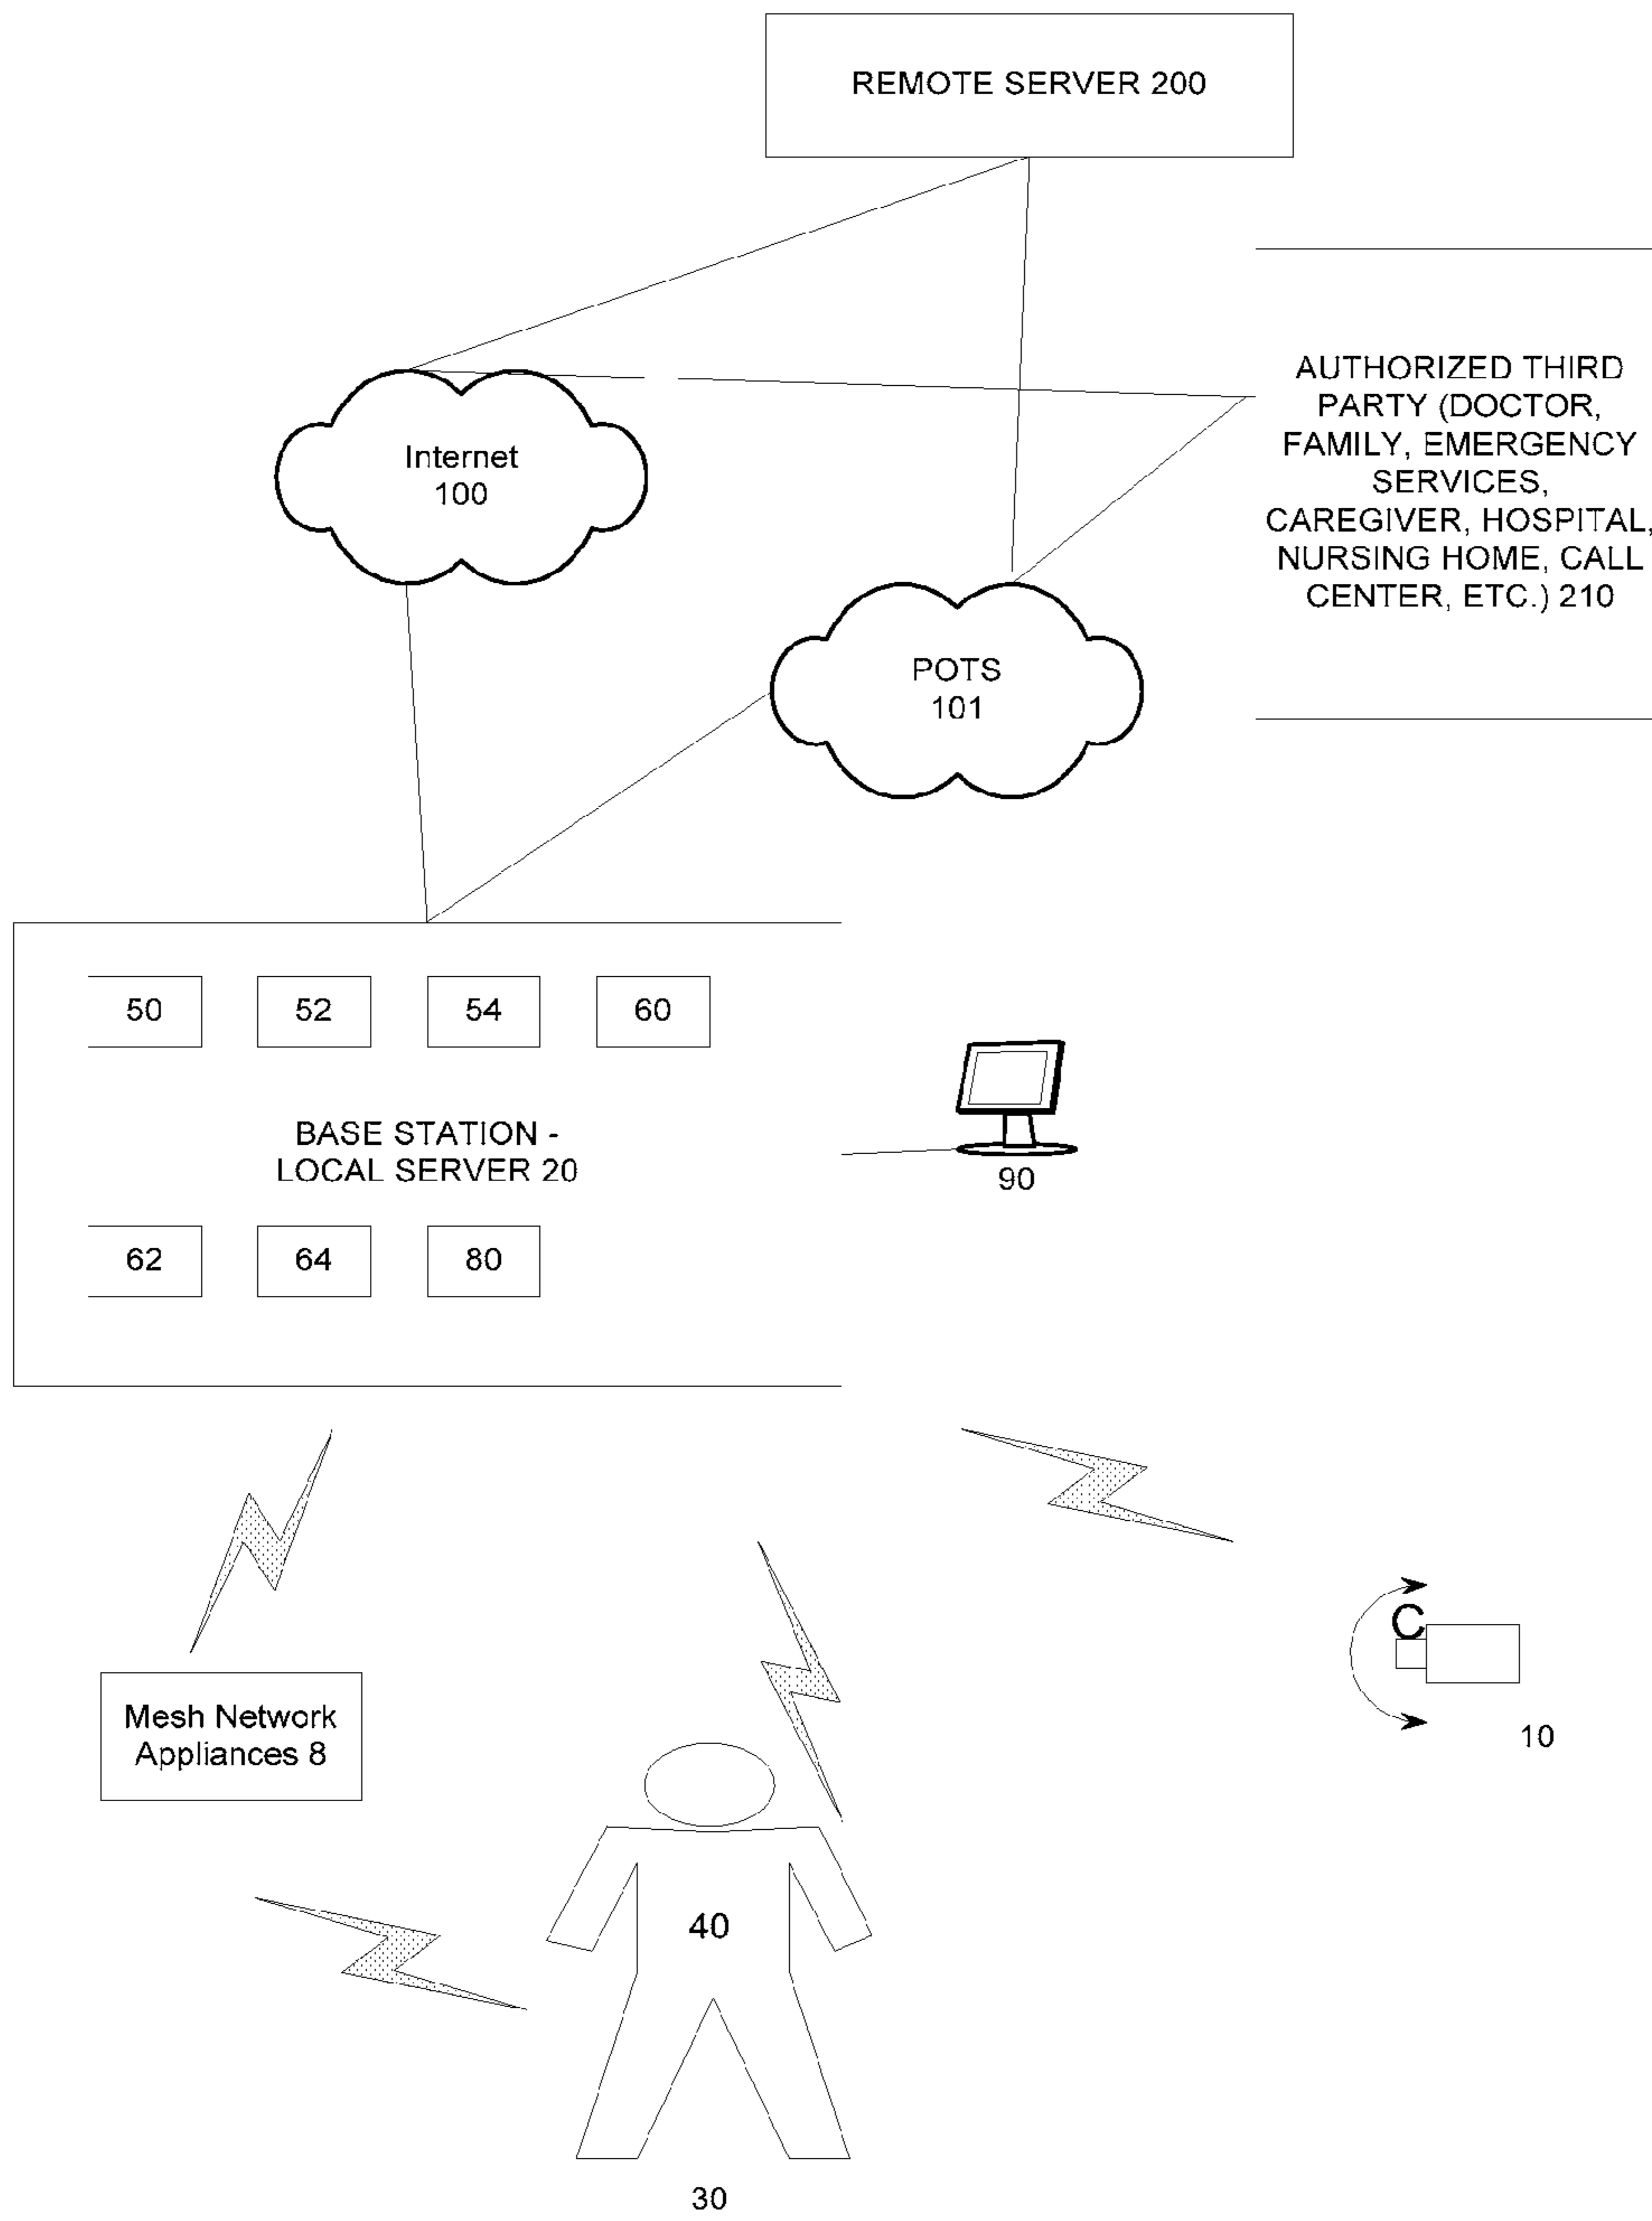 REMOTE SERVER 200
AUTHORIZED THIRD
PARTY (DOCTOR,
FAMILY, EMERGENCY
SERVICES,
CAREGIVER, HOSPITAL,
NURSING HOME, CALL
CENTER, ETC.) 210
Internet
100
POTS
101
50
52
54
60
BASE STATION -
LOCAL SERVER 20
90
62
64
80
C
10
Mesh Network
Appliances 8
40
30